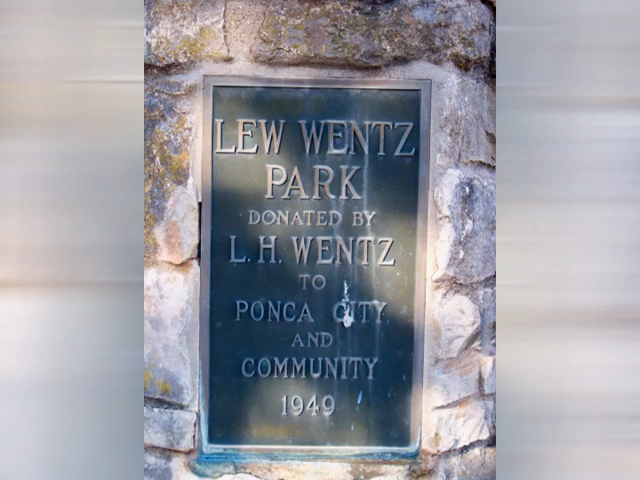 LEW WENTZ
PARK
DONATED BY
L. H. WENTZ
TO
PONCA CITY
AND
COMMUNITY
1949